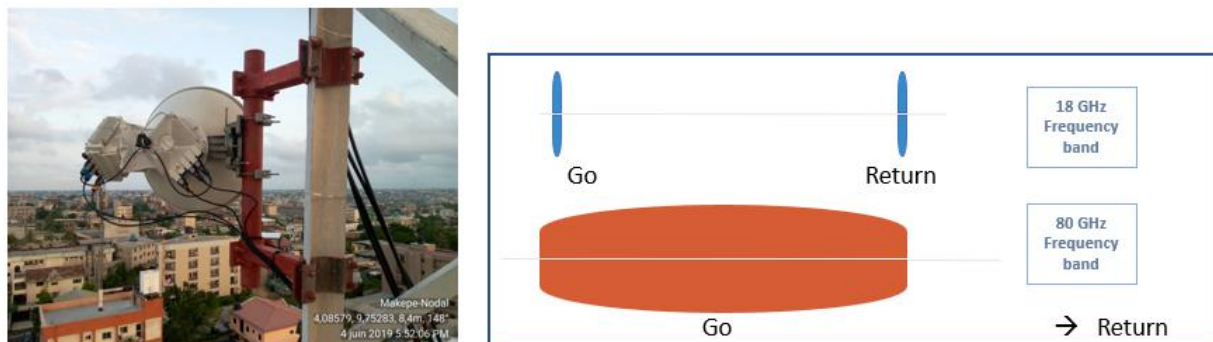 Makepe-Nodal
4,08579, 9,75283, 8,4m, 148°
4 juin 2019 5:52:06 PM
Go
Return
18 GHz
Frequency
band
Go
→ Return
80 GHz
Frequency
band